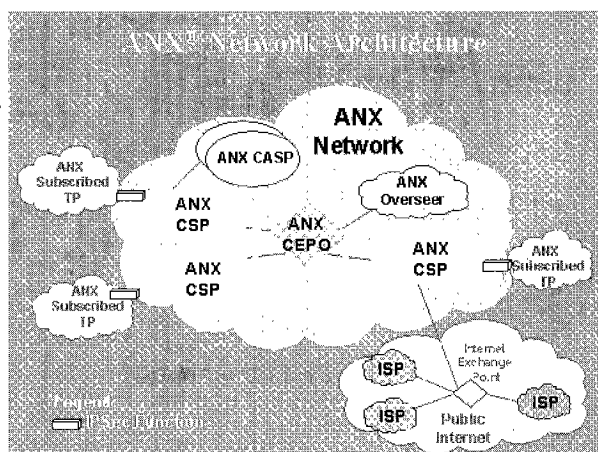 ANX® Network Architecture
ANX
Network
ANX CASP
ANX
Subscribed
TP
ANX
Overseer
ANX
CSP
ANX
CEPO
ANX
CSP
ANX
CSP
ANX
Subscribed
TP
ANX
Subscribed
TP
Internet
Exchange
Point
ISP
ISP
ISP
Public
Internet
Legend:
IPSec Function